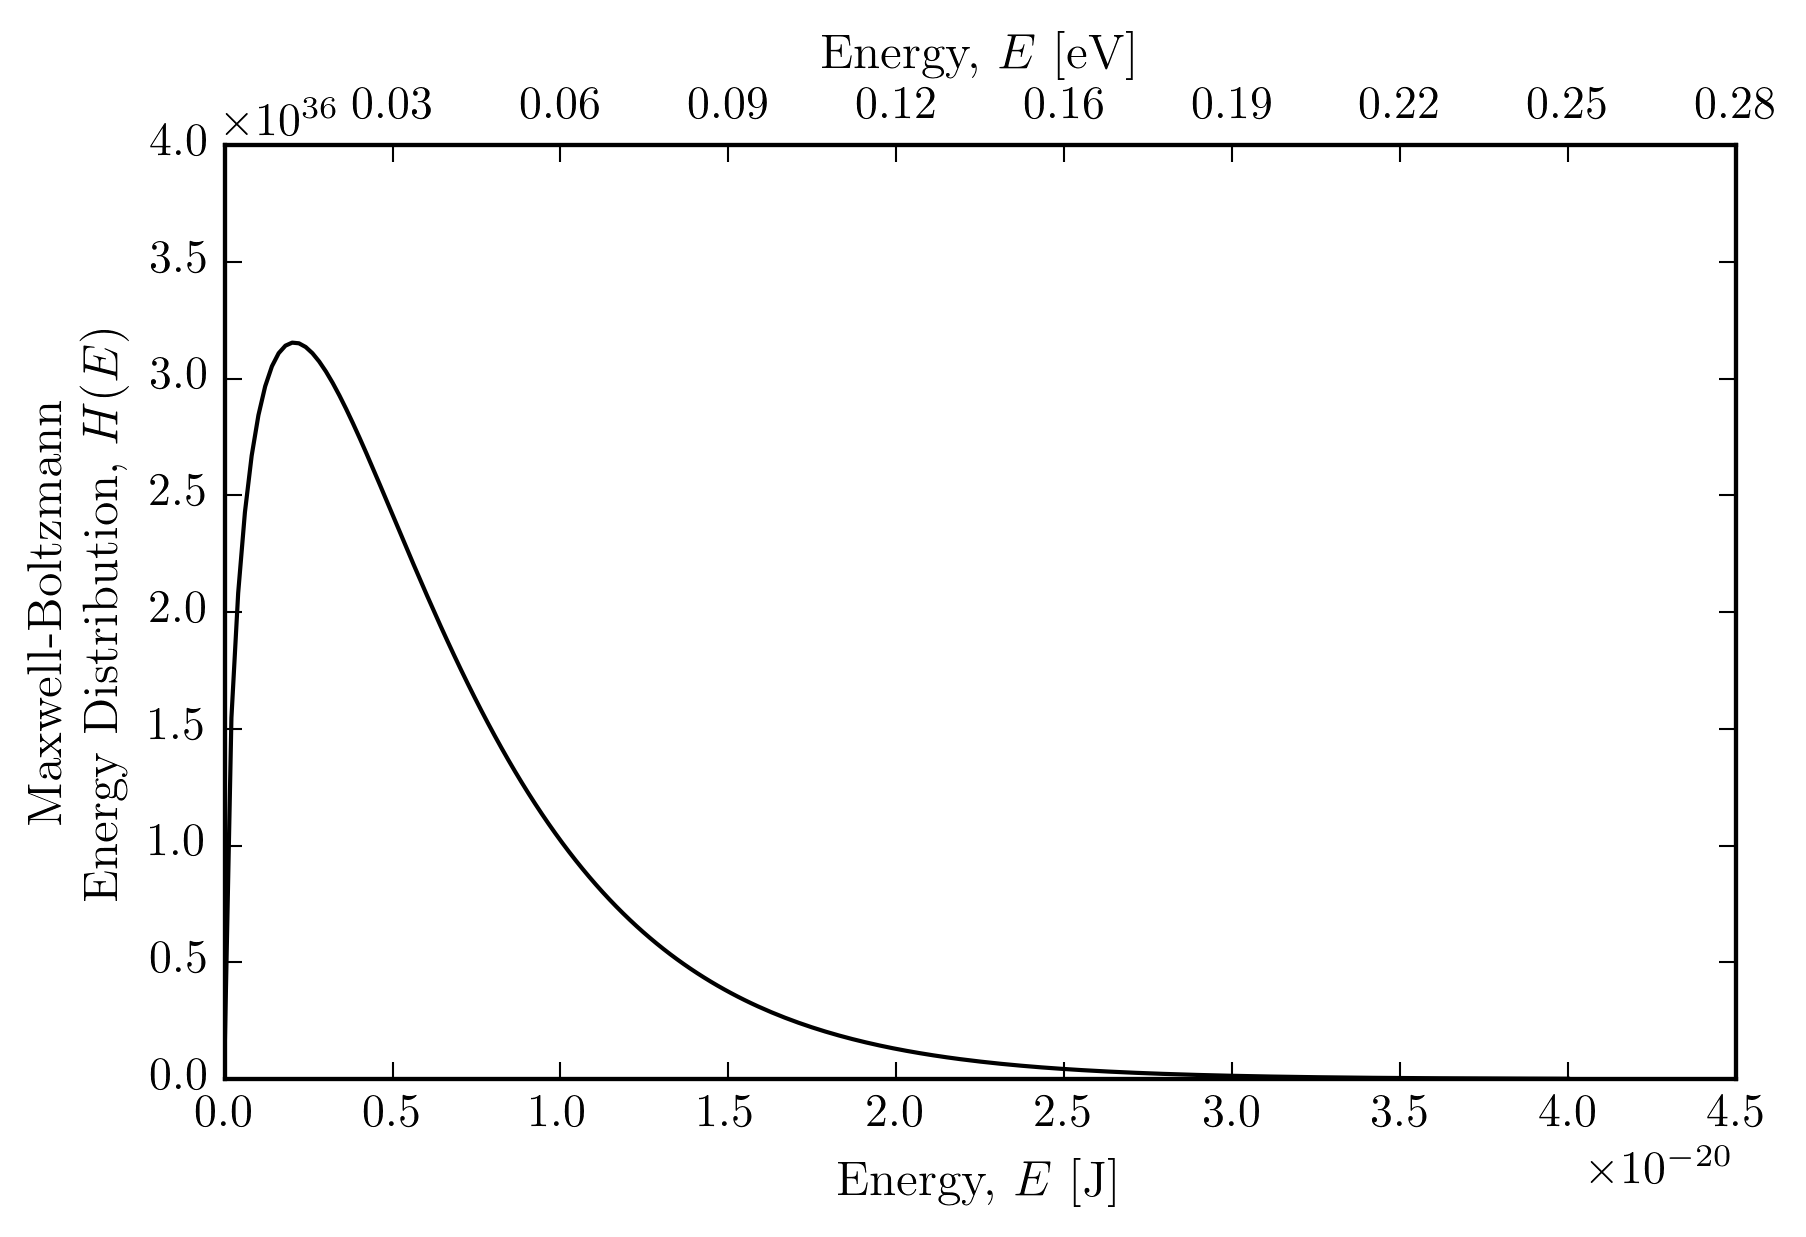 Energy, E [eV]
×10³⁶ 0.03 0.06 0.09 0.12 0.16 0.19 0.22 0.25 0.28
4.0
3.5
3.0
2.5
2.0
1.5
1.0
0.5
0.0
Maxwell-Boltzmann
Energy Distribution, H(E)
0.0 0.5 1.0 1.5 2.0 2.5 3.0 3.5 4.0 4.5
×10⁻²⁰
Energy, E [J]